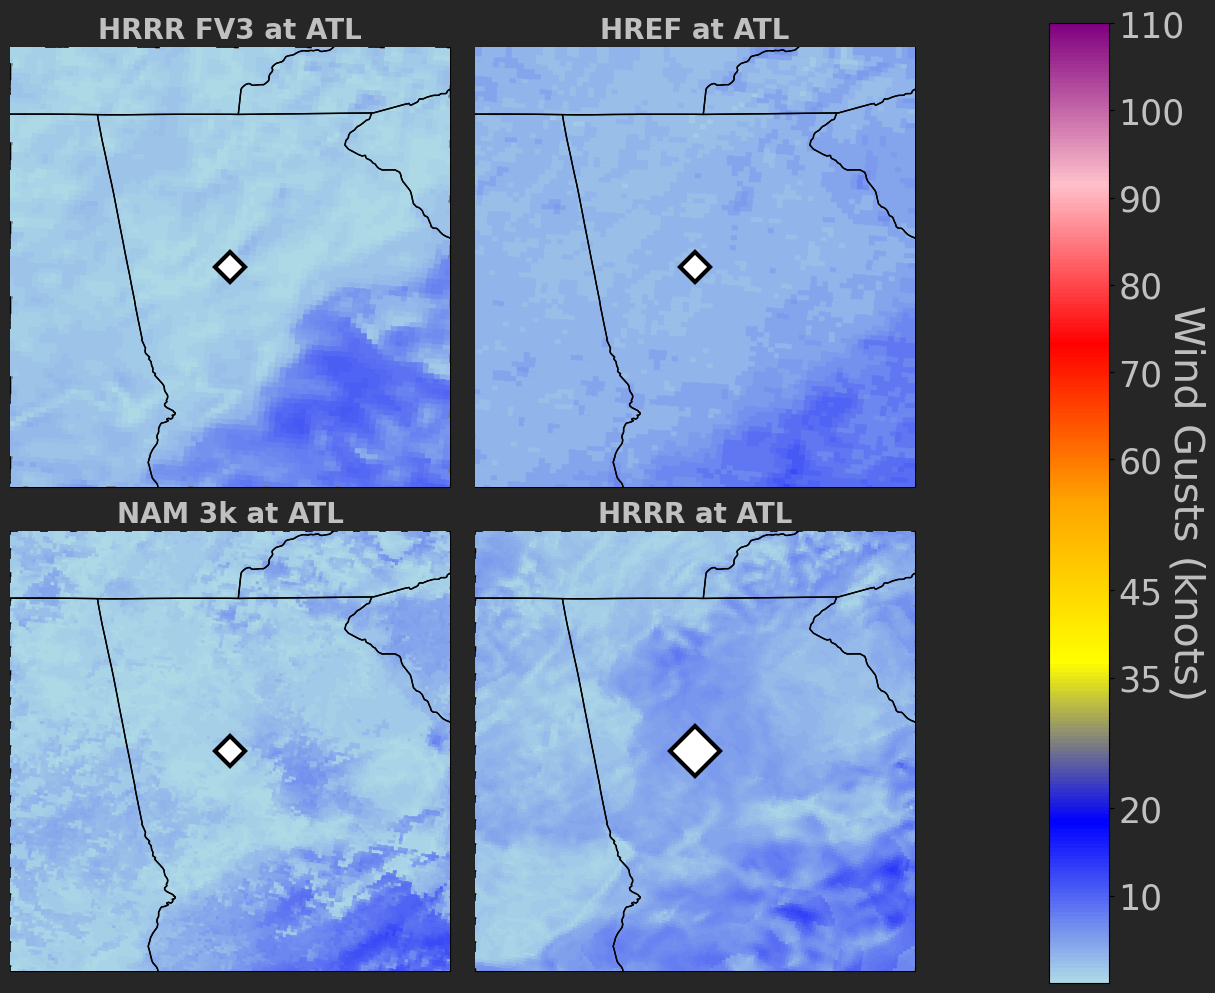 HRRR FV3 at ATL
HREF at ATL
NAM 3k at ATL
HRRR at ATL
110
100
90
80
70
60
45
35
20
10
Wind Gusts (knots)